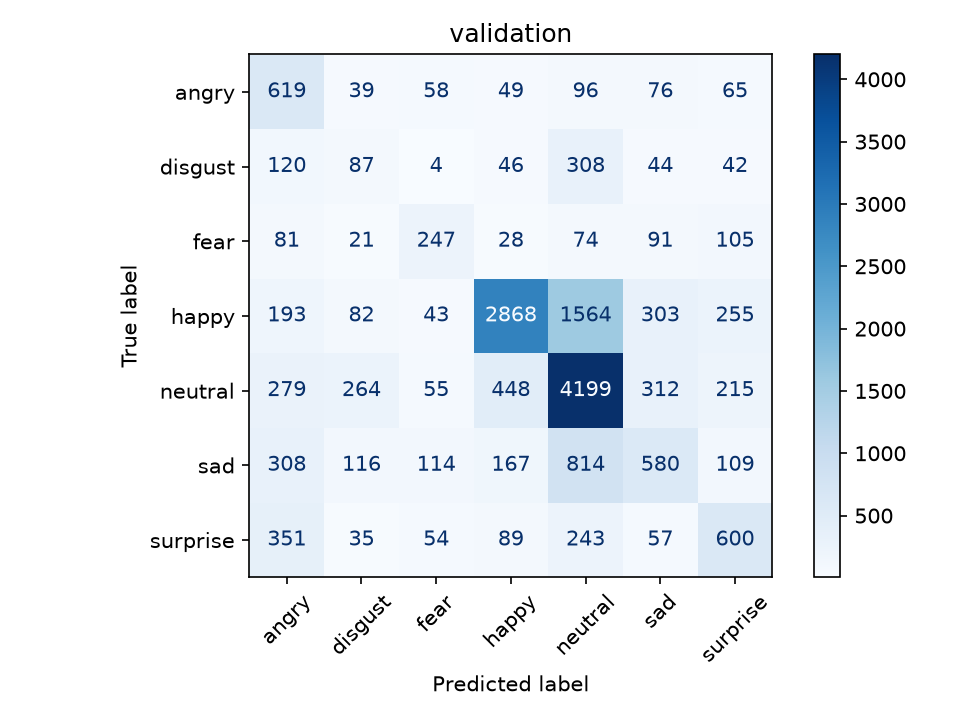 validation
angry 619 39 58 49 96 76 65
disgust 120 87 4 46 308 44 42
fear 81 21 247 28 74 91 105
happy 193 82 43 2868 1564 303 255
neutral 279 264 55 448 4199 312 215
sad 308 116 114 167 814 580 109
surprise 351 35 54 89 243 57 600
angry disgust fear happy neutral sad surprise
Predicted label
True label
4000
3500
3000
2500
2000
1500
1000
500